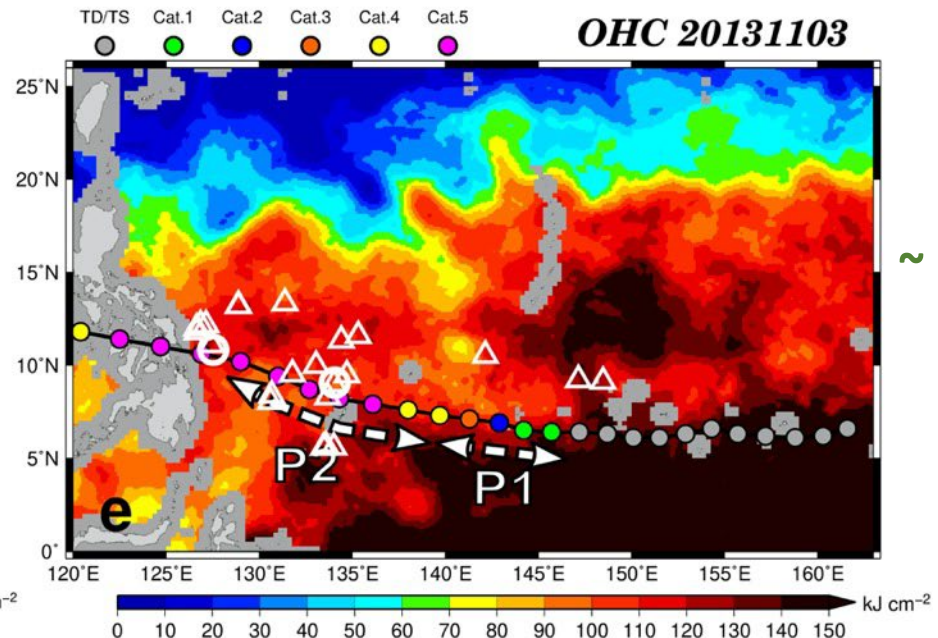 TD/TS Cat.1 Cat.2 Cat.3 Cat.4 Cat.5
OHC 20131103
25°N
20°N
15°N
10°N
5°N
0°
P2
P1
e
120°E 125°E 130°E 135°E 140°E 145°E 150°E 155°E 160°E
~
m⁻²
0 10 20 30 40 50 60 70 80 90 100 110 120 130 140 150
kJ cm⁻²